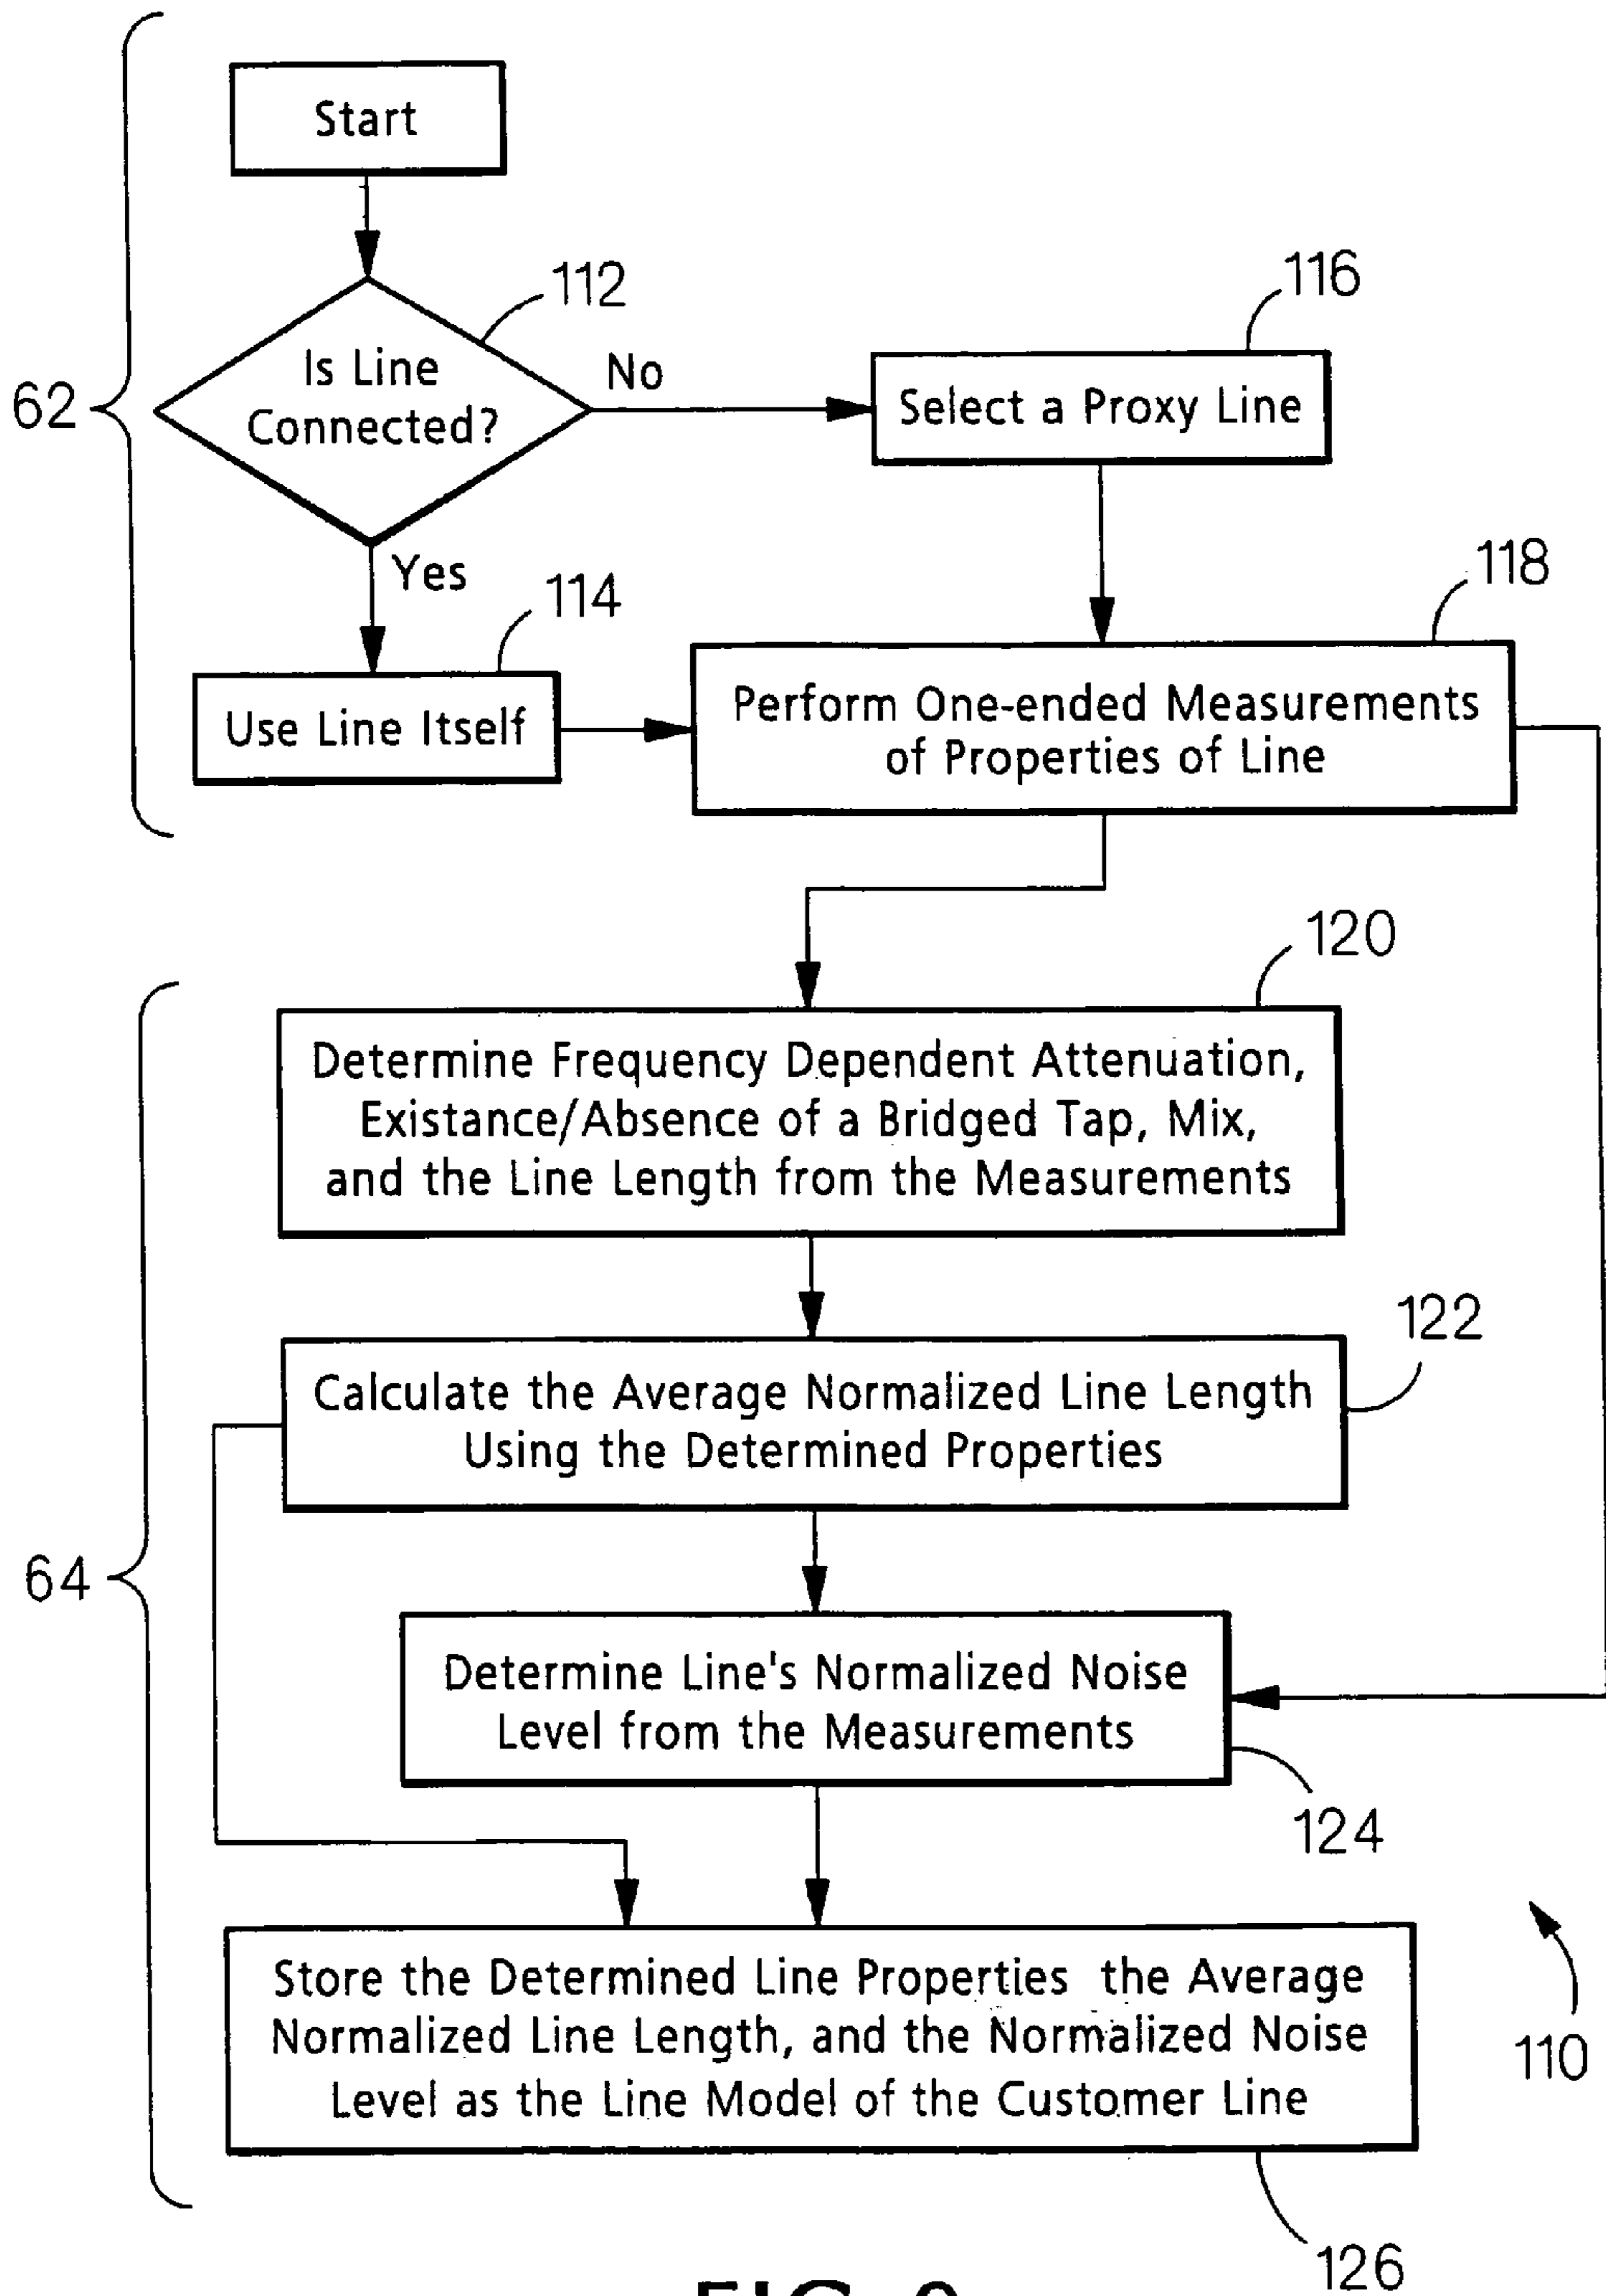 Start
112
Is Line
Connected?
No
116
Select a Proxy Line
62
Yes
114
Use Line Itself
118
Perform One-ended Measurements
of Properties of Line
120
Determine Frequency Dependent Attenuation,
Existance/Absence of a Bridged Tap, Mix,
and the Line Length from the Measurements
122
Calculate the Average Normalized Line Length
Using the Determined Properties
64
Determine Line's Normalized Noise
Level from the Measurements
124
Store the Determined Line Properties the Average
Normalized Line Length, and the Normalized Noise
Level as the Line Model of the Customer Line
110
126